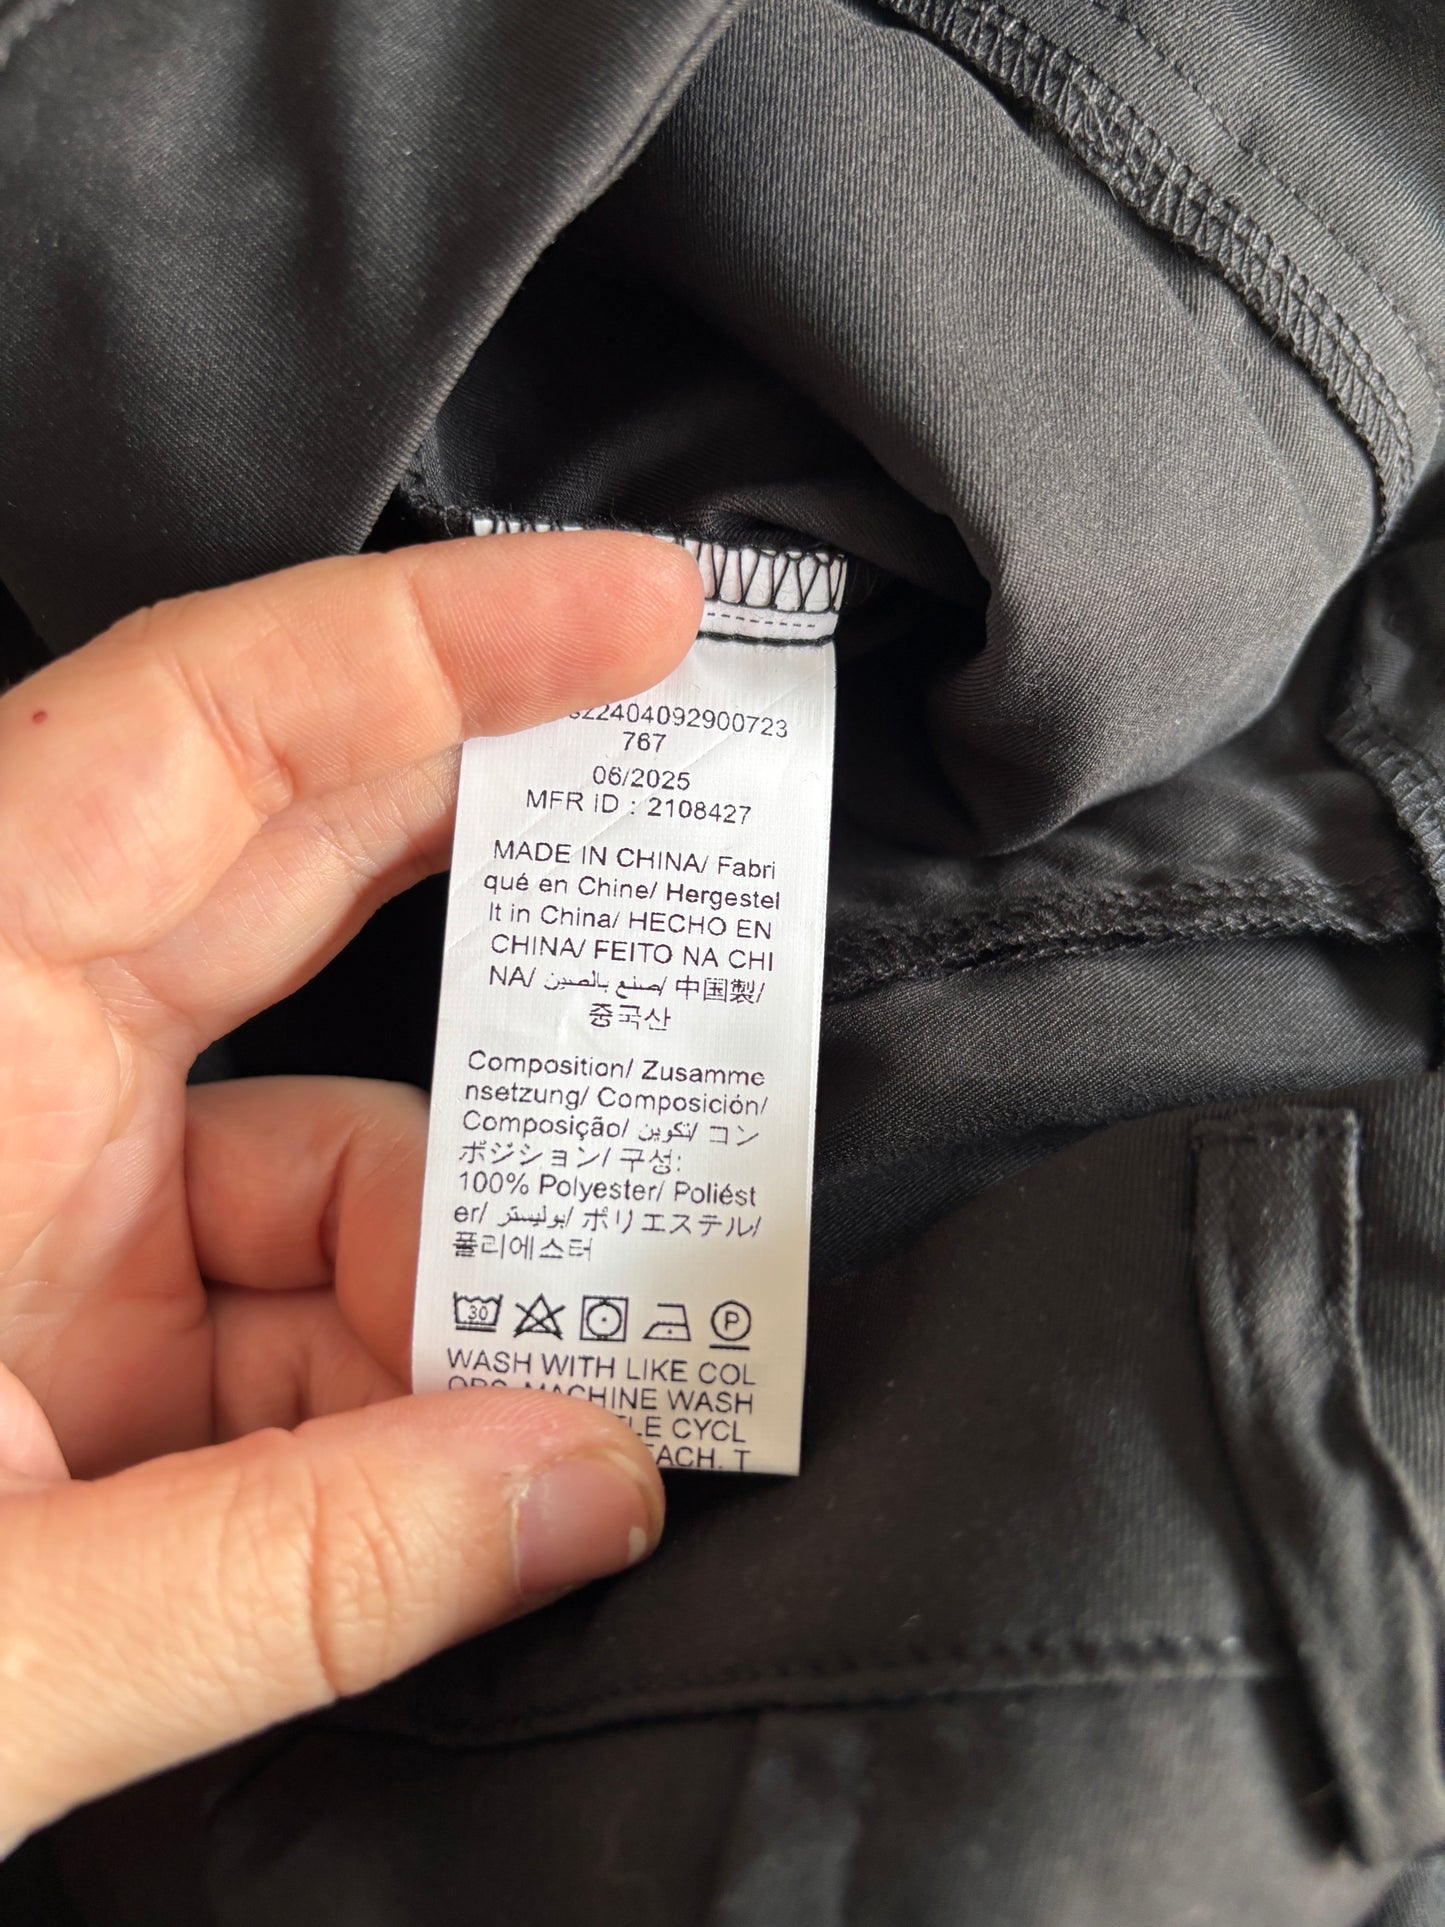 sz2404092900723
767
06/2025
MFR ID : 2108427
MADE IN CHINA/ Fabri
qué en Chine/ Hergestel
lt in China/ HECHO EN
CHINA/ FEITO NA CHI
NA/ صنع بالصين/ 中国製/
중국산
Composition/ Zusamme
nsetzung/ Composición/
Composição/ تكوين/ コン
ポジション/ 구성:
100% Polyester/ Poliést
er/ بوليستر/ ポリエステル/
폴리에스터
30 P
WASH WITH LIKE COL
MACHINE WASH
CYCL
T